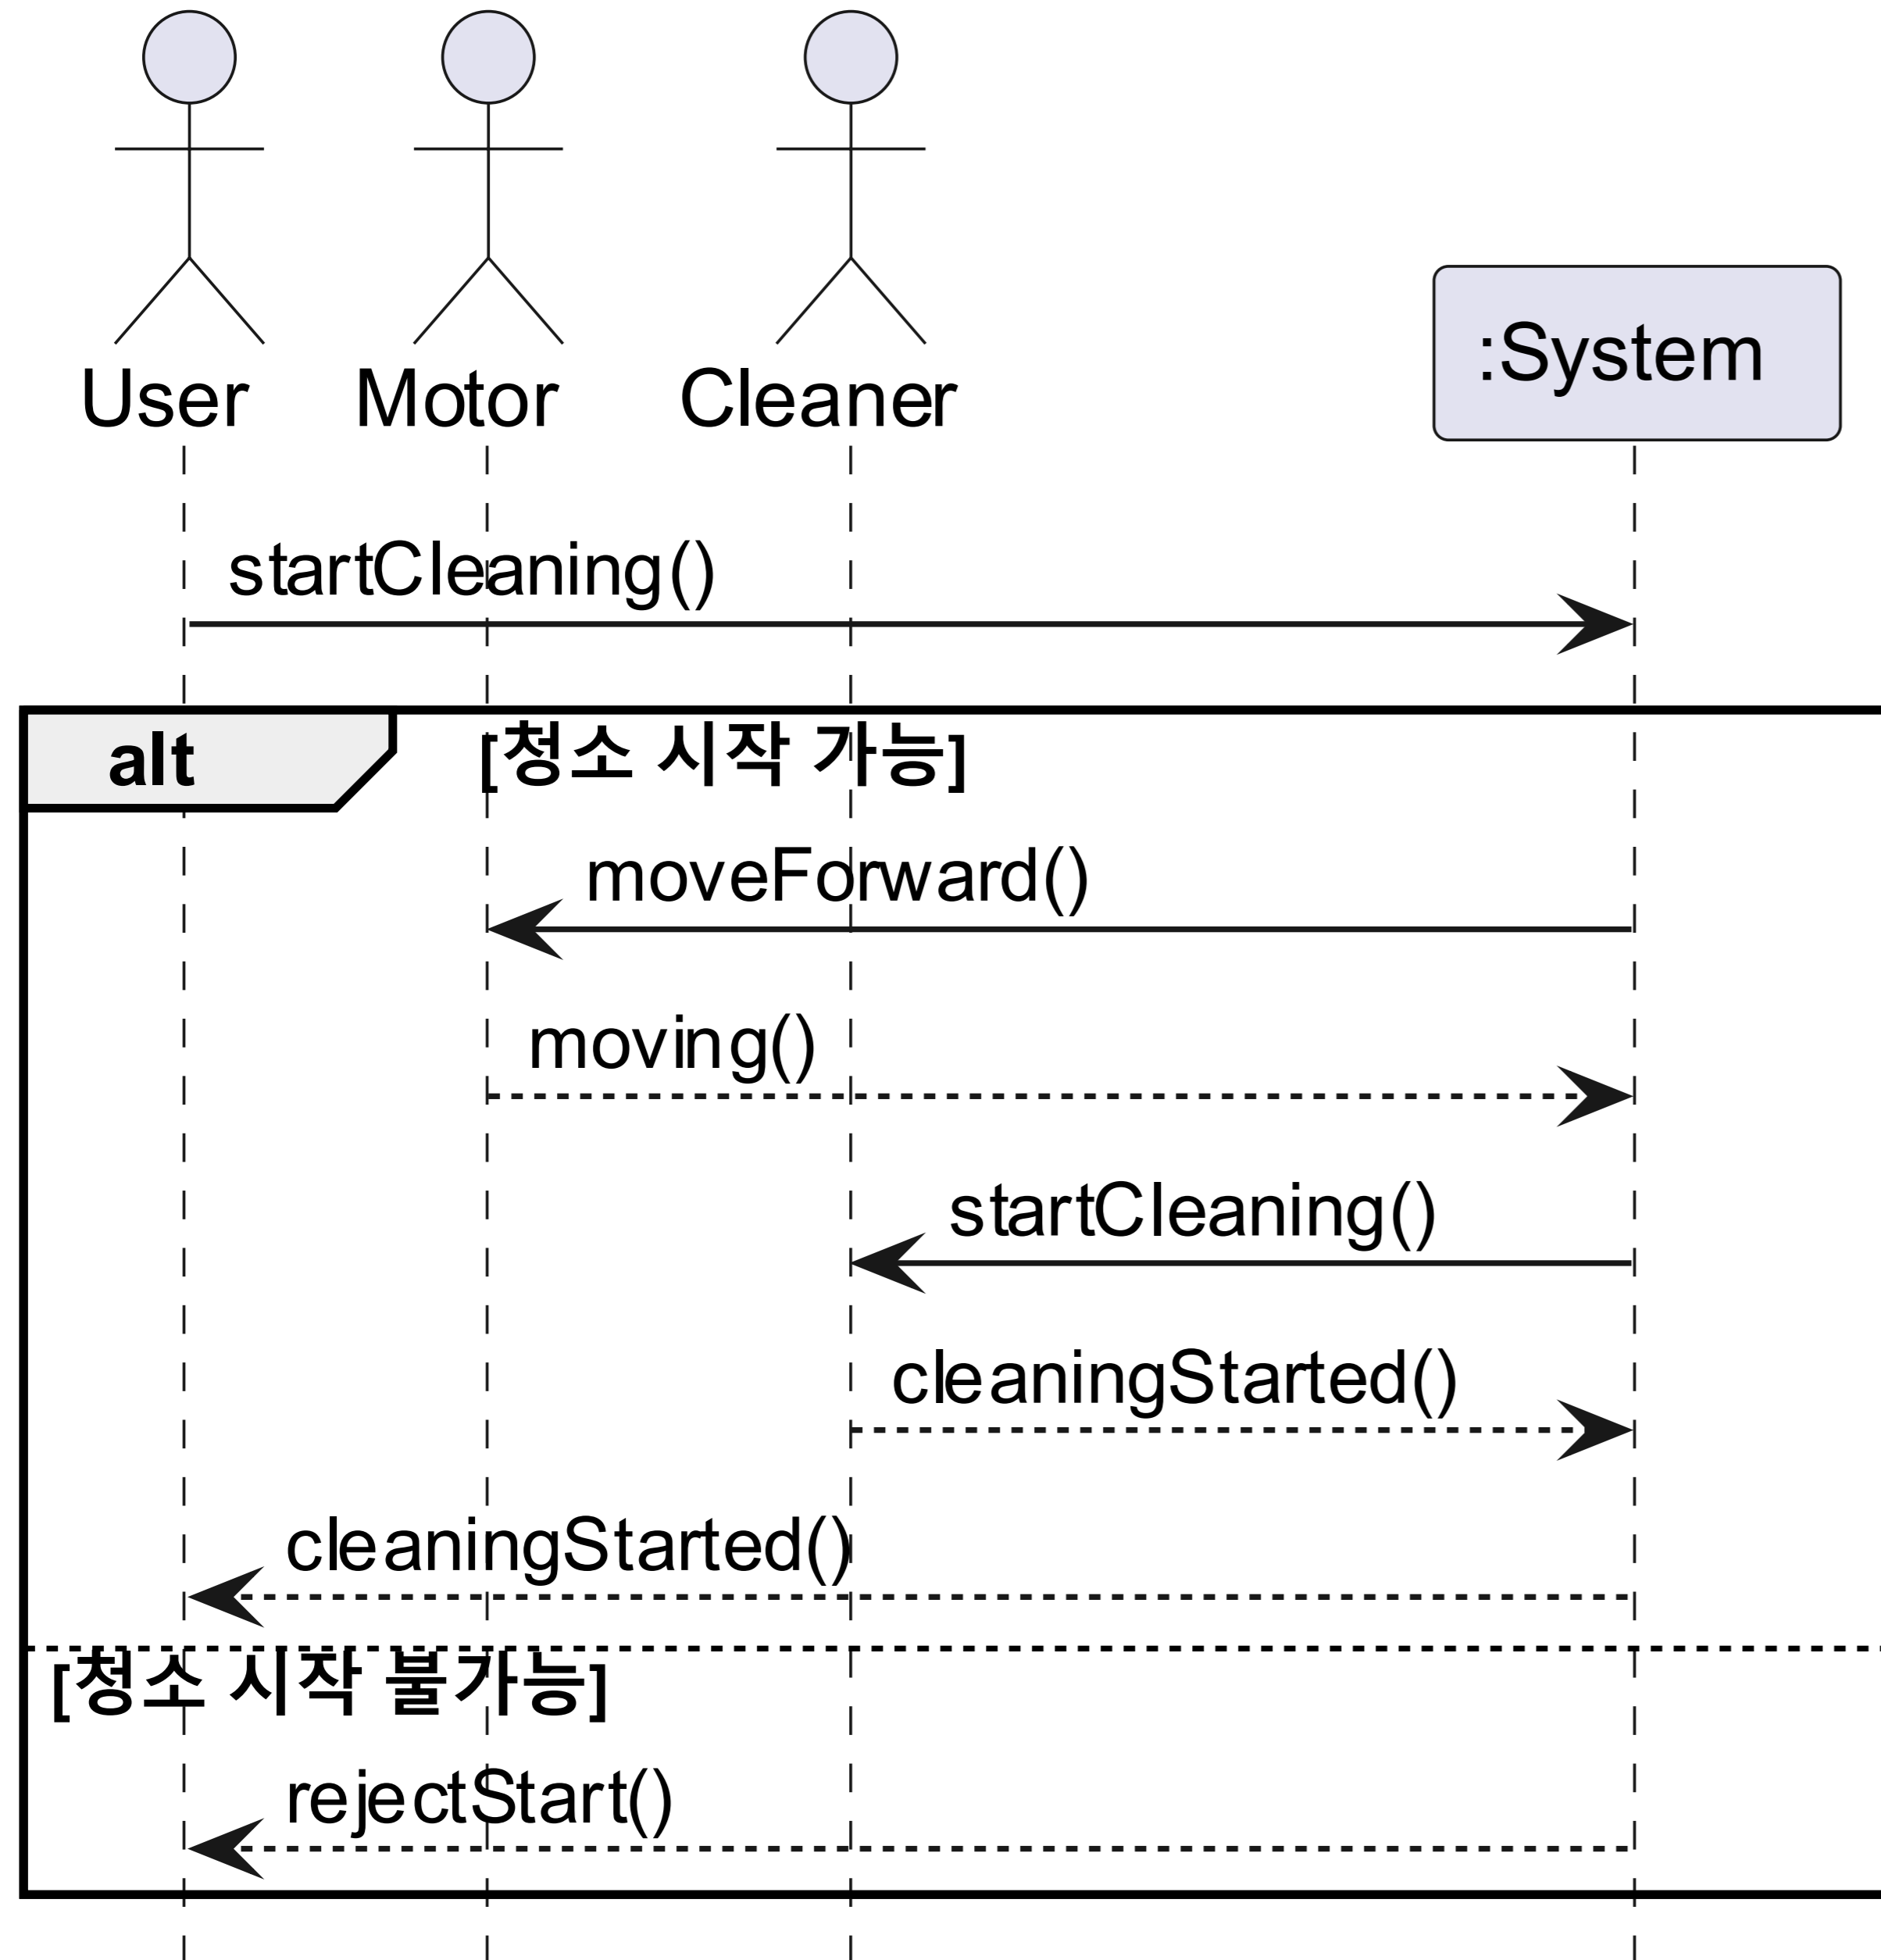 User
Motor
Cleaner
:System
startCleaning()
alt
[청소 시작 가능]
moveForward()
moving()
startCleaning()
cleaningStarted()
cleaningStarted()
[청소 시작 불가능]
rejectStart()